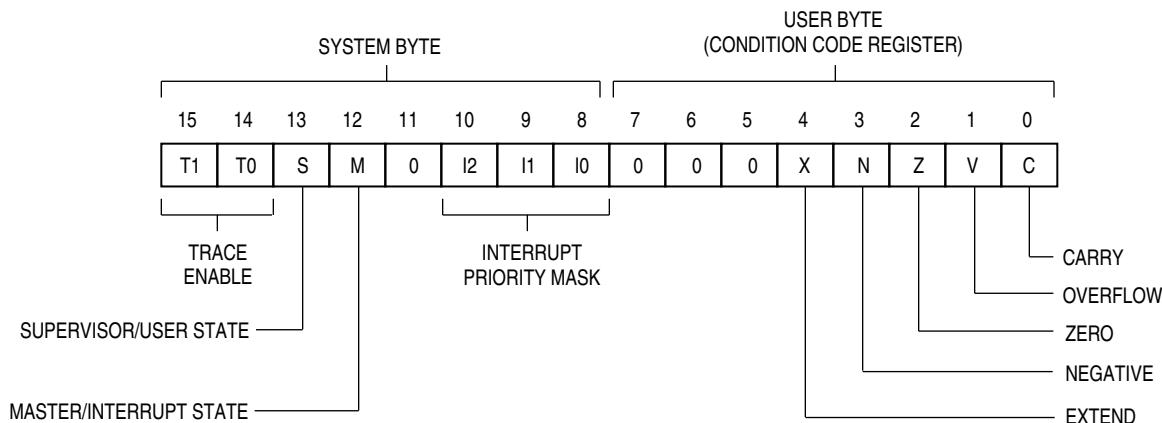 USER BYTE
SYSTEM BYTE (CONDITION CODE REGISTER)
15 14 13 12 11 10 9 8 7 6 5 4 3 2 1 0
T1 T0 S M 0 I2 I1 I0 0 0 0 X N Z V C
TRACE
ENABLE
INTERRUPT
PRIORITY MASK
CARRY
OVERFLOW
SUPERVISOR/USER STATE
ZERO
NEGATIVE
MASTER/INTERRUPT STATE
EXTEND